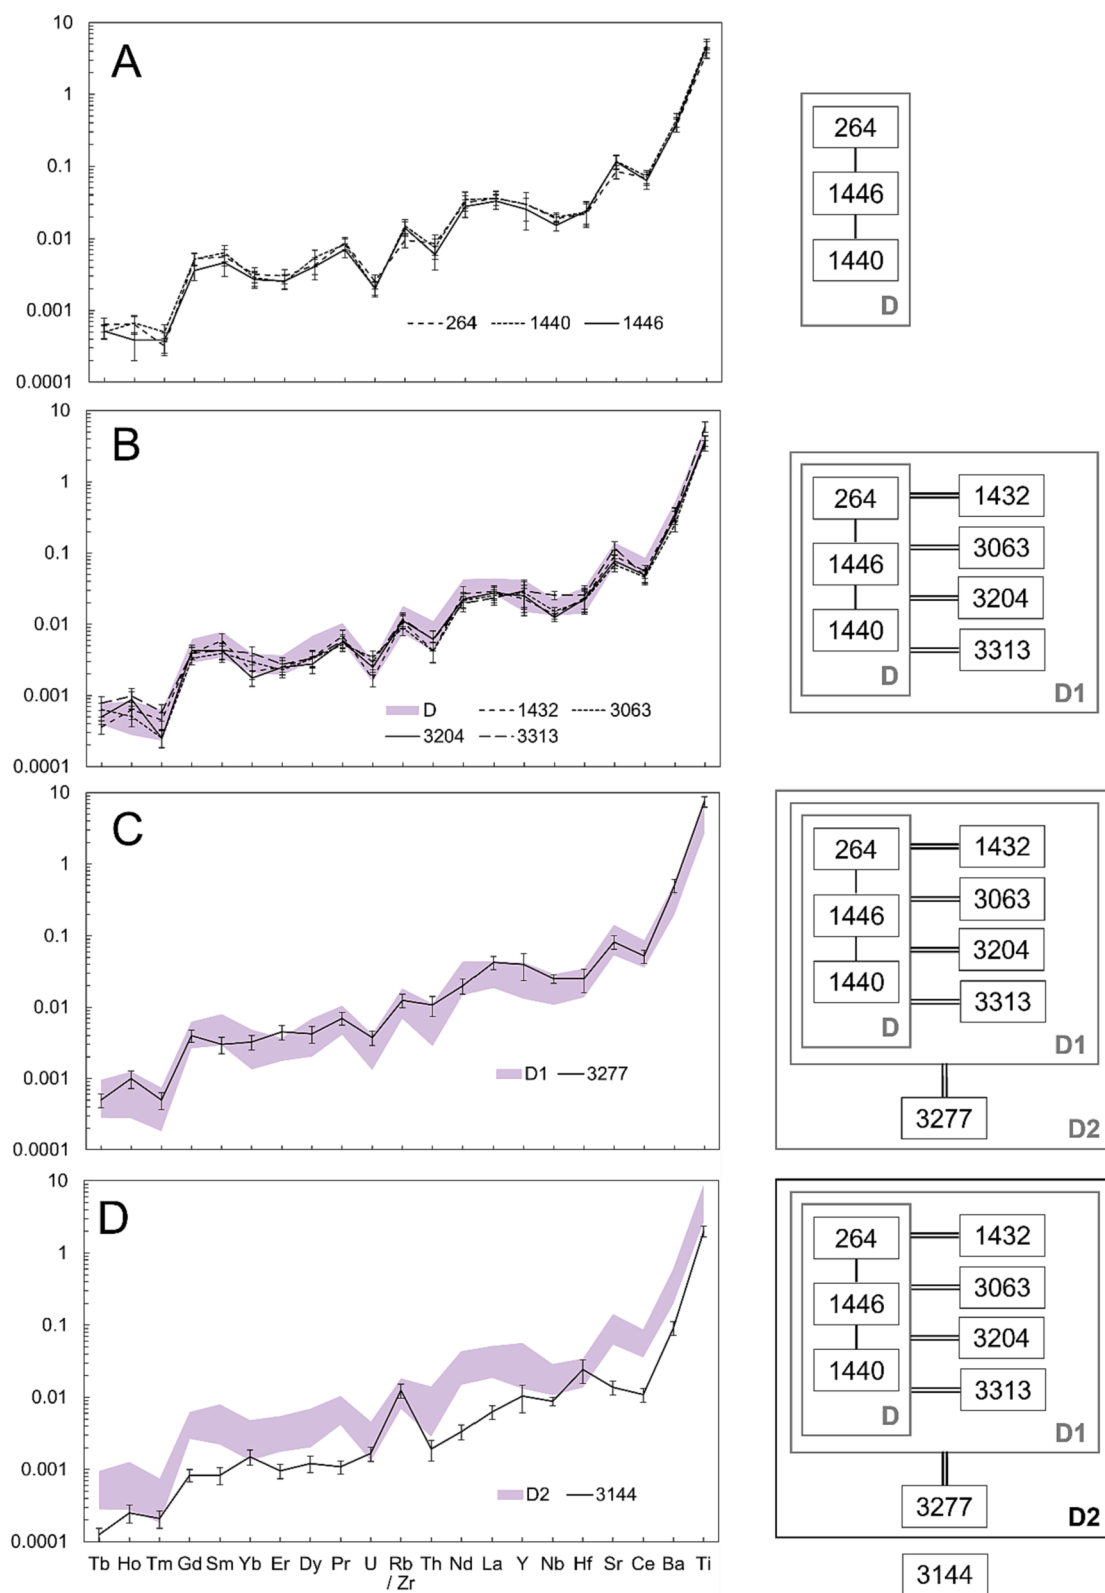 A
10
1
0.1
0.01
0.001
0.0001
264 1440 1446
264
1446
1440
D
B
10
1
0.1
0.01
0.001
0.0001
D 1432 3063
3204 3313
264
1446
1440
D
1432
3063
3204
3313
D1
C
10
1
0.1
0.01
0.001
0.0001
D1 3277
264
1446
1440
D
1432
3063
3204
3313
D1
3277
D2
D
10
1
0.1
0.01
0.001
0.0001
D2 3144
Tb Ho Tm Gd Sm Yb Er Dy Pr U Rb Th Nd La Y Nb Hf Sr Ce Ba Ti
/ Zr
264
1446
1440
D
1432
3063
3204
3313
D1
3277
D2
3144